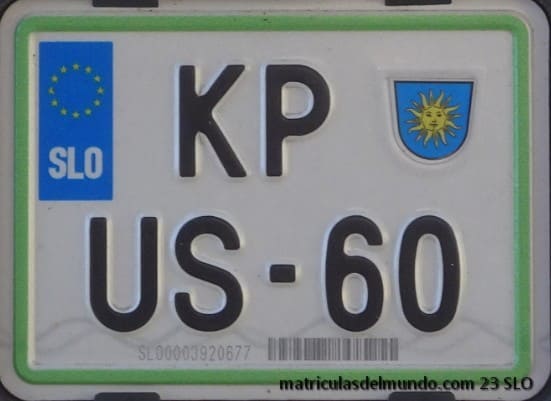 KP
SLO
US-60
SL00003920677
matriculasdelmundo.com 23 SLO